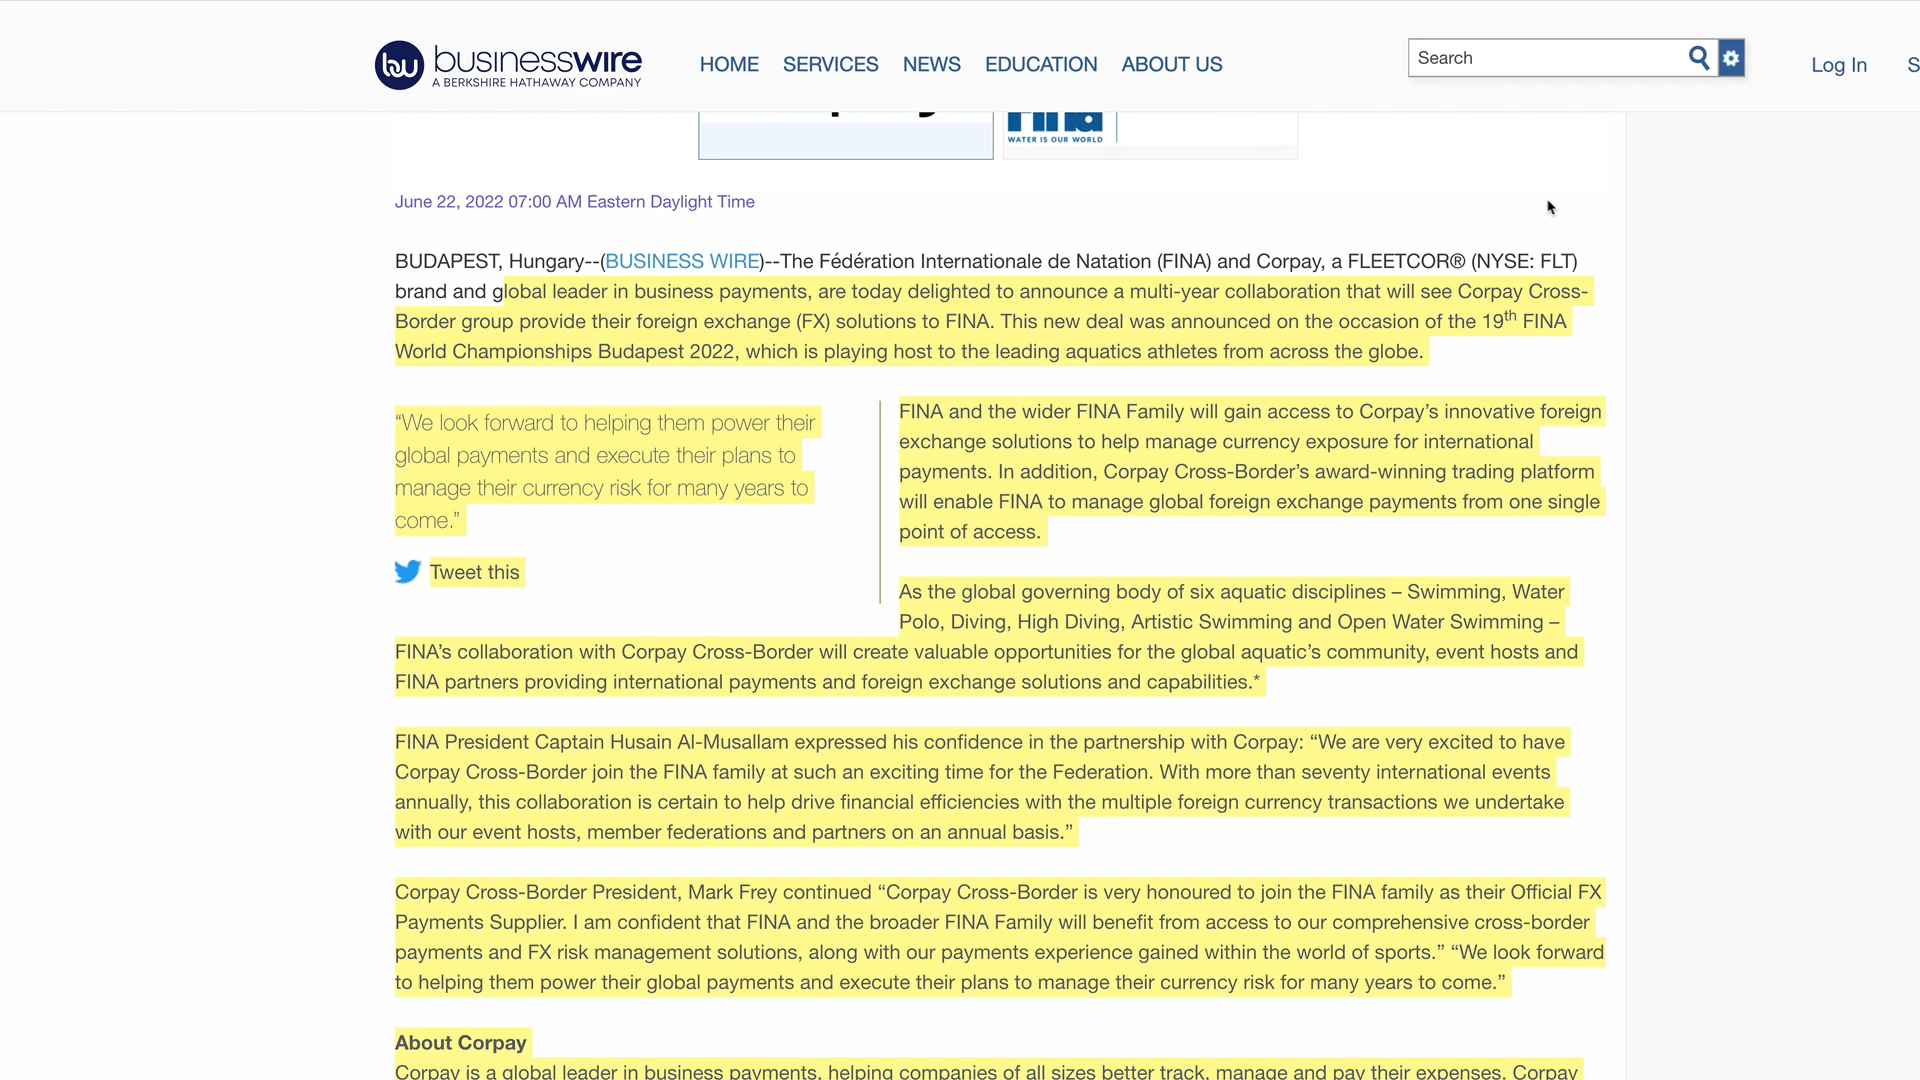 businesswire
A BERKSHIRE HATHAWAY COMPANY
HOME SERVICES NEWS EDUCATION ABOUT US
Search
Log In
WATER IS OUR WORLD
June 22, 2022 07:00 AM Eastern Daylight Time
BUDAPEST, Hungary--(BUSINESS WIRE)--The Fédération Internationale de Natation (FINA) and Corpay, a FLEETCOR® (NYSE: FLT)
brand and global leader in business payments, are today delighted to announce a multi-year collaboration that will see Corpay Cross-
Border group provide their foreign exchange (FX) solutions to FINA. This new deal was announced on the occasion of the 19th FINA
World Championships Budapest 2022, which is playing host to the leading aquatics athletes from across the globe.
“We look forward to helping them power their
global payments and execute their plans to
manage their currency risk for many years to
come.”
Tweet this
FINA and the wider FINA Family will gain access to Corpay’s innovative foreign
exchange solutions to help manage currency exposure for international
payments. In addition, Corpay Cross-Border’s award-winning trading platform
will enable FINA to manage global foreign exchange payments from one single
point of access.
As the global governing body of six aquatic disciplines – Swimming, Water
Polo, Diving, High Diving, Artistic Swimming and Open Water Swimming –
FINA’s collaboration with Corpay Cross-Border will create valuable opportunities for the global aquatic’s community, event hosts and
FINA partners providing international payments and foreign exchange solutions and capabilities.*
FINA President Captain Husain Al-Musallam expressed his confidence in the partnership with Corpay: “We are very excited to have
Corpay Cross-Border join the FINA family at such an exciting time for the Federation. With more than seventy international events
annually, this collaboration is certain to help drive financial efficiencies with the multiple foreign currency transactions we undertake
with our event hosts, member federations and partners on an annual basis.”
Corpay Cross-Border President, Mark Frey continued “Corpay Cross-Border is very honoured to join the FINA family as their Official FX
Payments Supplier. I am confident that FINA and the broader FINA Family will benefit from access to our comprehensive cross-border
payments and FX risk management solutions, along with our payments experience gained within the world of sports.” “We look forward
to helping them power their global payments and execute their plans to manage their currency risk for many years to come.”
About Corpay
Corpay is a global leader in business payments, helping companies of all sizes better track, manage and pay their expenses. Corpay